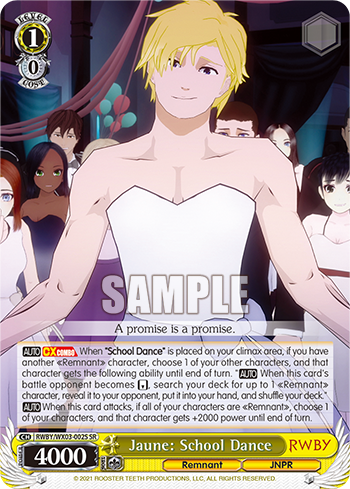 LEVEL
1
0
COST
SAMPLE
A promise is a promise.
AUTO CX COMBO When "School Dance" is placed on your climax area, if you have
another «Remnant» character, choose 1 of your other characters, and that
character gets the following ability until end of turn. "AUTO When this card's
battle opponent becomes [ ], search your deck for up to 1 «Remnant»
character, reveal it to your opponent, put it into your hand, and shuffle your deck."
AUTO When this card attacks, if all of your characters are «Remnant», choose 1
of your characters, and that character gets +2000 power until end of turn.
CH RWBY/WX03-002S SR
Jaune: School Dance
RWBY
POWER
4000
Remnant
JNPR
© 2021 ROOSTER TEETH PRODUCTIONS, LLC, ALL RIGHTS RESERVED.